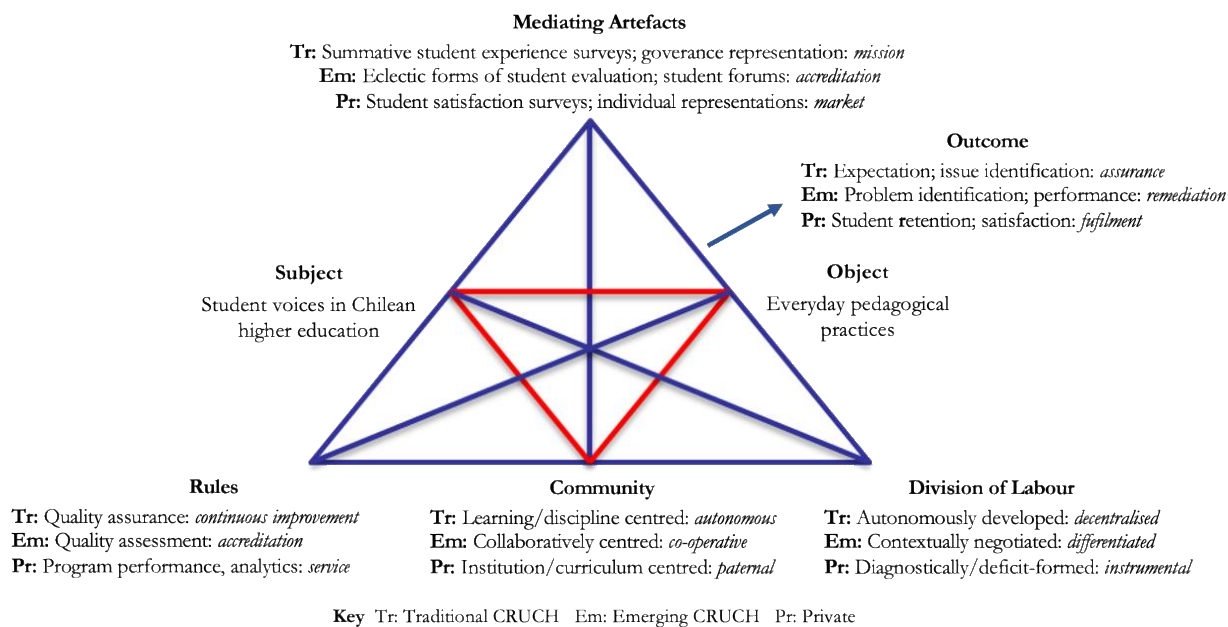 Mediating Artefacts
Tr: Summative student experience surveys; goverance representation: mission
Em: Eclectic forms of student evaluation; student forums: accreditation
Pr: Student satisfaction surveys; individual representations: market
Outcome
Tr: Expectation; issue identification: assurance
Em: Problem identification; performance: remediation
Pr: Student retention; satisfaction: fufilment
Subject
Student voices in Chilean
higher education
Object
Everyday pedagogical
practices
Rules
Tr: Quality assurance: continuous improvement
Em: Quality assessment: accreditation
Pr: Program performance, analytics: service
Community
Tr: Learning/discipline centred: autonomous
Em: Collaboratively centred: co-operative
Pr: Institution/curriculum centred: paternal
Division of Labour
Tr: Autonomously developed: decentralised
Em: Contextually negotiated: differentiated
Pr: Diagnostically/deficit-formed: instrumental
Key Tr: Traditional CRUCH Em: Emerging CRUCH Pr: Private